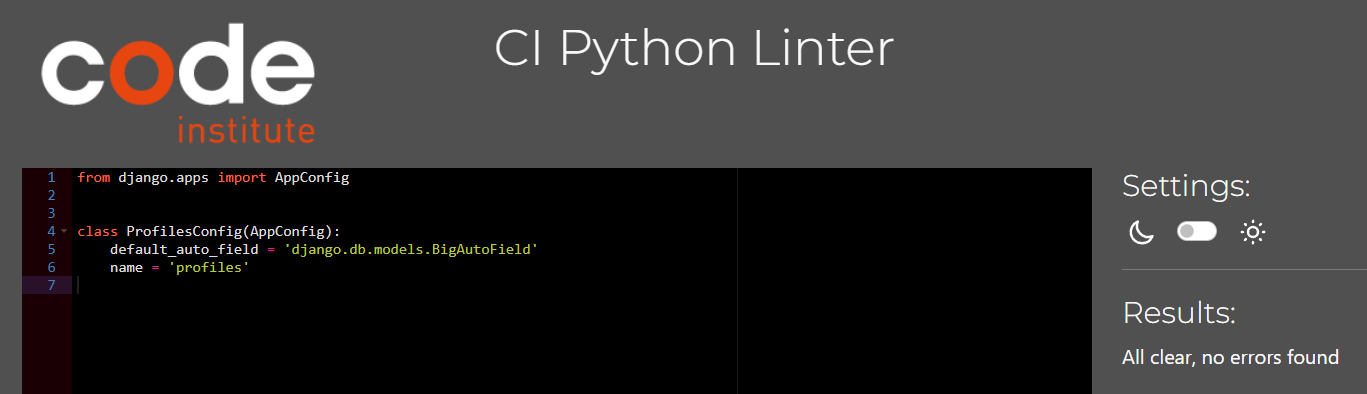 code
institute
CI Python Linter
1 from django.apps import AppConfig
2
3
4 class ProfilesConfig(AppConfig):
5     default_auto_field = 'django.db.models.BigAutoField'
6     name = 'profiles'
7
Settings:
Results:
All clear, no errors found